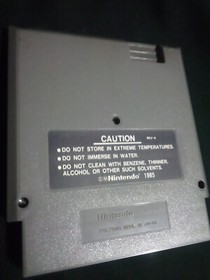 CAUTION REV-A
• DO NOT STORE IN EXTREME TEMPERATURES.
• DO NOT IMMERSE IN WATER.
• DO NOT CLEAN WITH BENZENE, THINNER,
ALCOHOL OR OTHER SUCH SOLVENTS.
©®Nintendo 1985
Nintendo